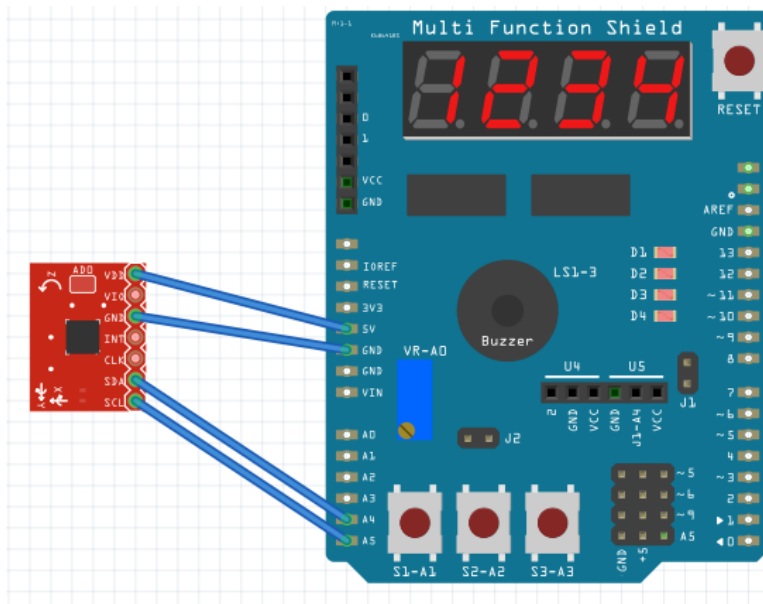 Multi Function Shield
1234
RESET
0
1
VCC
GND
AREF
GND
13
12
~11
~10
~9
8
7
~6
~5
4
~3
2
▶1
◀0
IOREF
RESET
3V3
5V
GND
GND
VIN
A0
A1
A2
A3
A4
A5
D1
D2
D3
D4
LS1-3
Buzzer
VR-A0
U4
U5
2
GND
VCC
GND
J1-A4
VCC
J1
J2
~5
~6
~9
A5
GND
+5
S1-A1
S2-A2
S3-A3
Z
AD0
VDD
VIO
GND
INT
CLK
SDA
SCL
Y
X